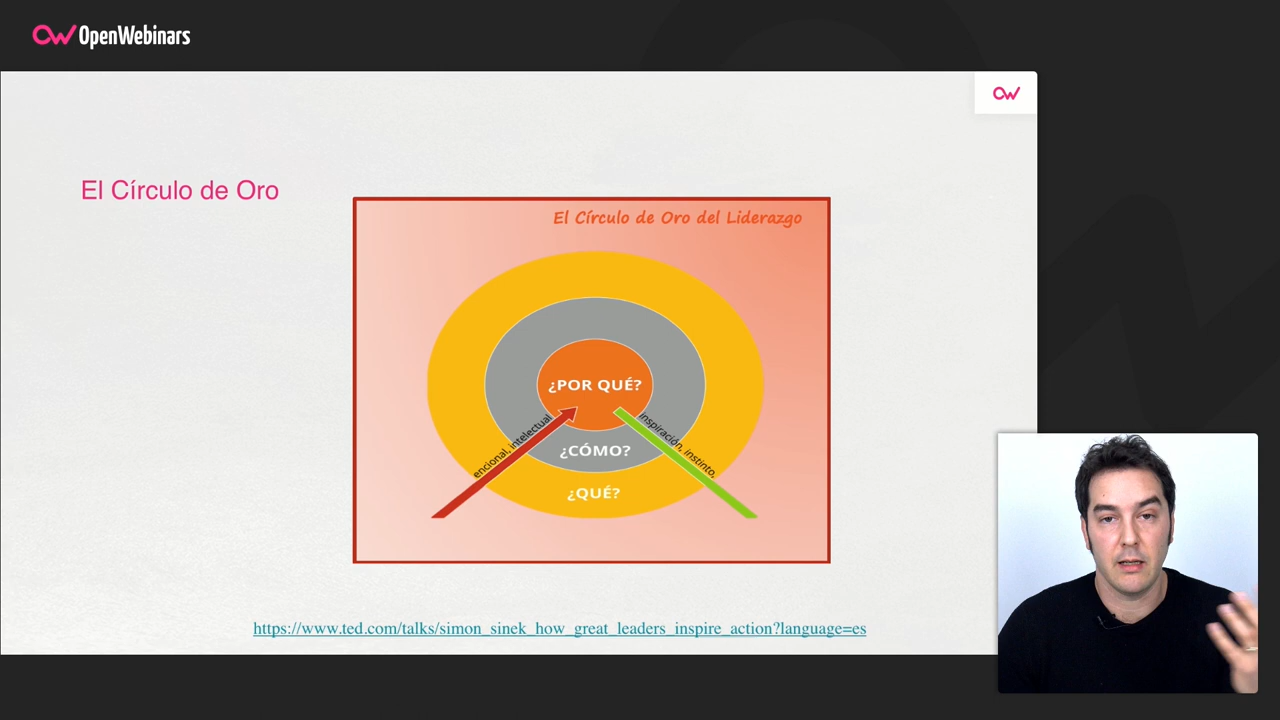 OpenWebinars
El Círculo de Oro
El Círculo de Oro del Liderazgo
¿POR QUÉ?
encional, intelectual
inspiración, instinto,
¿CÓMO?
¿QUÉ?
https://www.ted.com/talks/simon_sinek_how_great_leaders_inspire_action?language=es